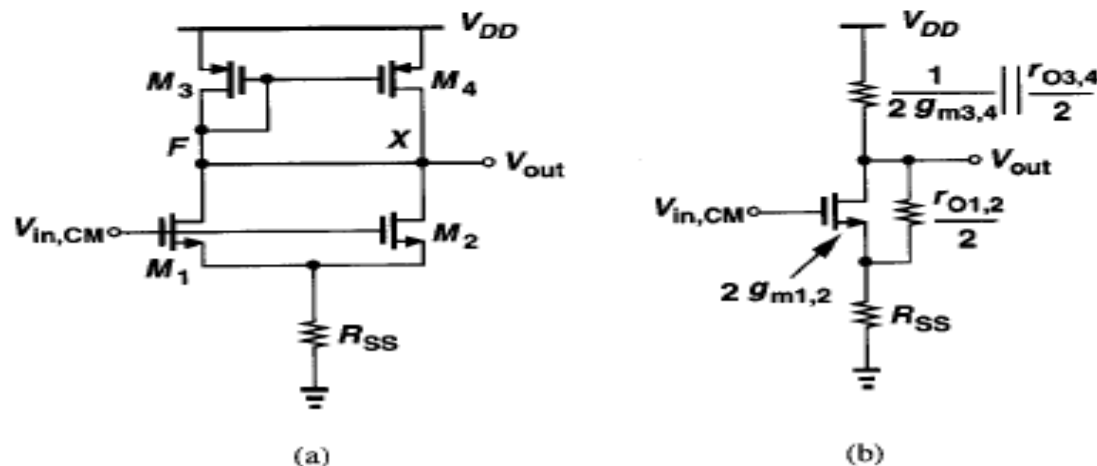 V_DD
M_3
M_4
F
X
V_out
V_in,CM
M_1
M_2
R_SS
(a)
V_DD
1 / 2 g_m3,4 || r_O3,4 / 2
V_out
V_in,CM
r_O1,2 / 2
2 g_m1,2
R_SS
(b)